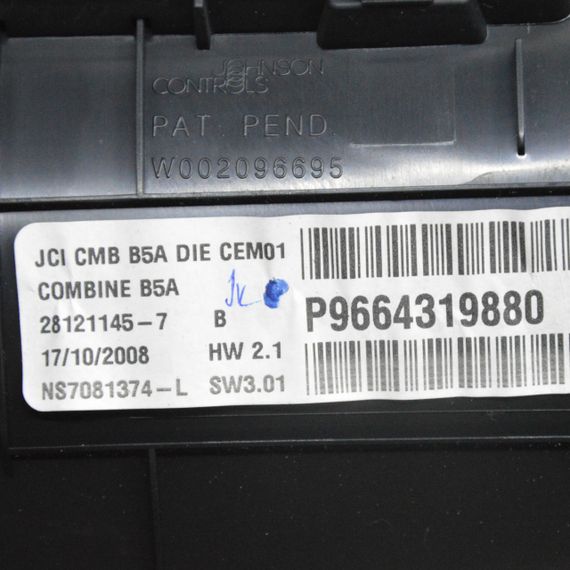 JOHNSON
CONTROLS
PAT. PEND.
W002096695
JCI CMB B5A DIE CEM01
COMBINE B5A
28121145-7 B
17/10/2008 HW 2.1
NS7081374-L SW3.01
P9664319880